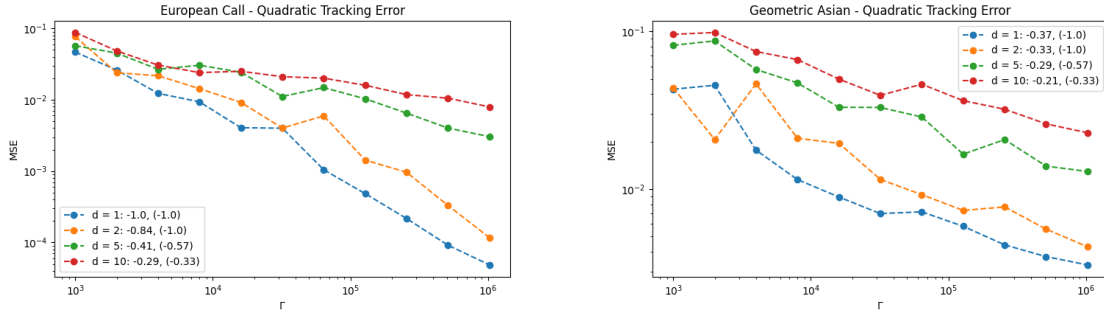 European Call - Quadratic Tracking Error
MSE
10⁻¹
10⁻²
10⁻³
10⁻⁴
d = 1: -1.0, (-1.0)
d = 2: -0.84, (-1.0)
d = 5: -0.41, (-0.57)
d = 10: -0.29, (-0.33)
10³ 10⁴ 10⁵ 10⁶
Γ
Geometric Asian - Quadratic Tracking Error
MSE
10⁻¹
10⁻²
d = 1: -0.37, (-1.0)
d = 2: -0.33, (-1.0)
d = 5: -0.29, (-0.57)
d = 10: -0.21, (-0.33)
10³ 10⁴ 10⁵ 10⁶
Γ